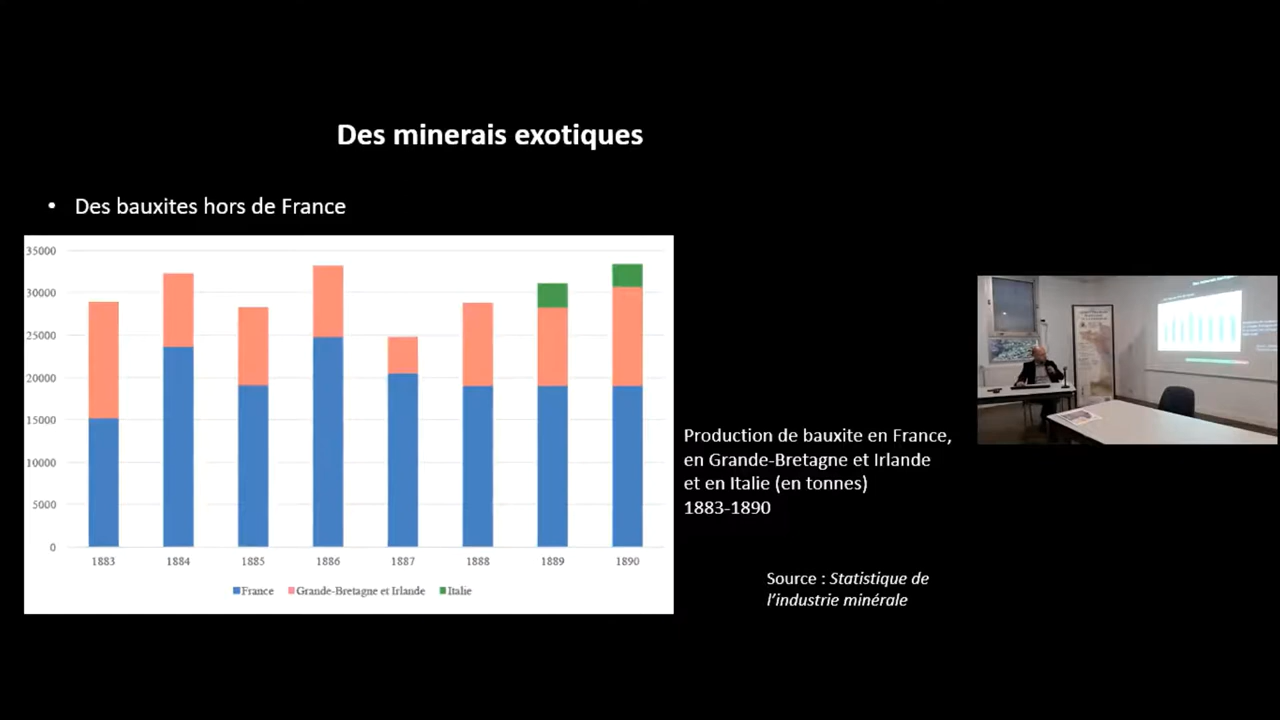 Des minerais exotiques
• Des bauxites hors de France
35000
30000
25000
20000
15000
10000
5000
0
1883 1884 1885 1886 1887 1888 1889 1890
France Grande-Bretagne et Irlande Italie
Production de bauxite en France,
en Grande-Bretagne et Irlande
et en Italie (en tonnes)
1883-1890
Source : Statistique de
l’industrie minérale